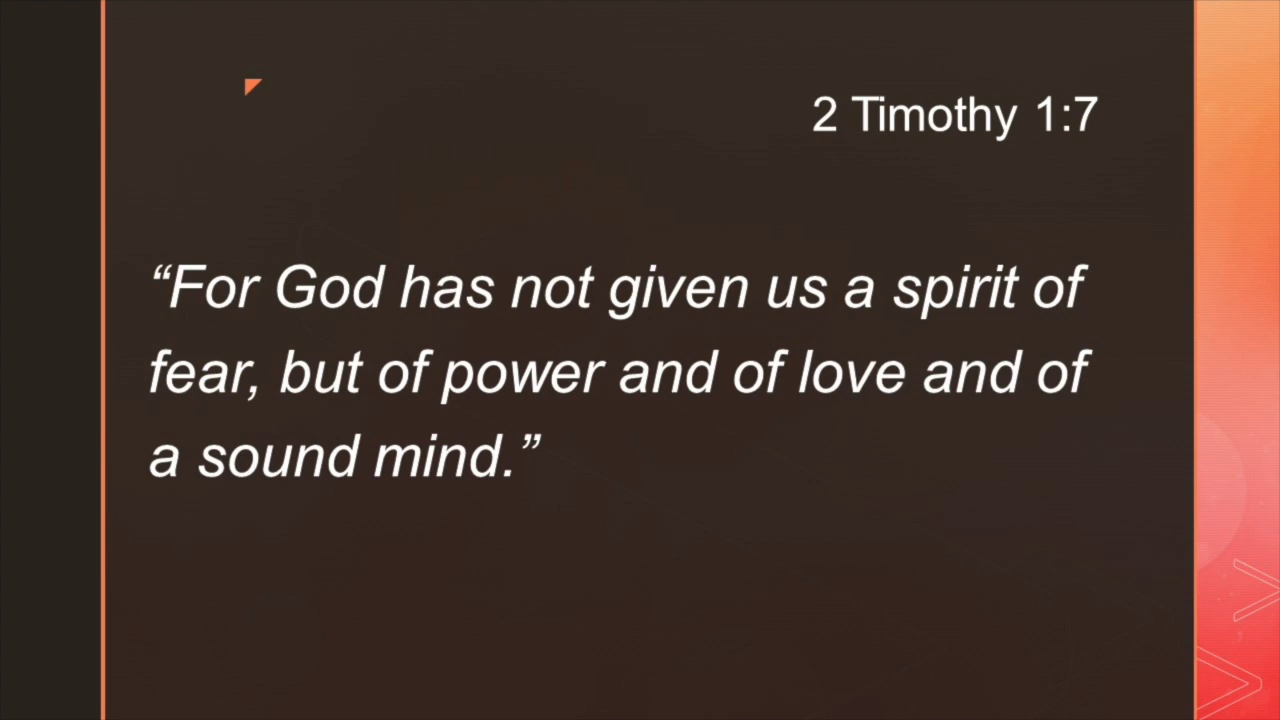 2 Timothy 1:7
“For God has not given us a spirit of
fear, but of power and of love and of
a sound mind.”